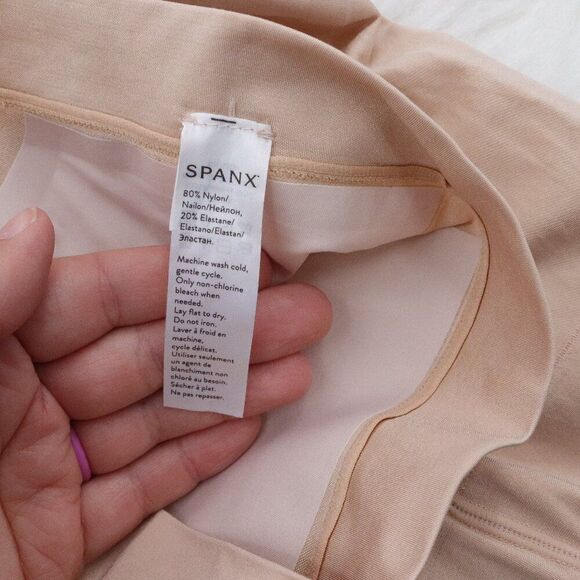 SPANX
80% Nylon/
Nailon/Нейлон,
20% Elastane/
Elastano/Elastan/
Эластан.
Machine wash cold,
gentle cycle.
Only non-chlorine
bleach when
needed.
Lay flat to dry.
Do not iron.
Laver à froid en
machine,
cycle délicat.
Utiliser seulement
un agent de
blanchiment non
chloré au besoin.
Sécher à plat.
Ne pas repasser.